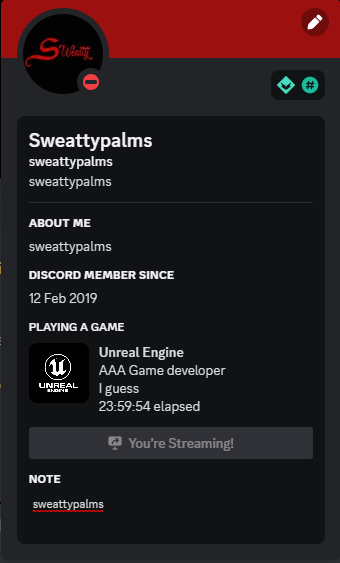 SWeatty
#
Sweattypalms
sweattypalms
sweattypalms
ABOUT ME
sweattypalms
DISCORD MEMBER SINCE
12 Feb 2019
PLAYING A GAME
Unreal Engine
AAA Game developer
I guess
23:59:54 elapsed
UNREAL
ENGINE
You're Streaming!
NOTE
sweattypalms